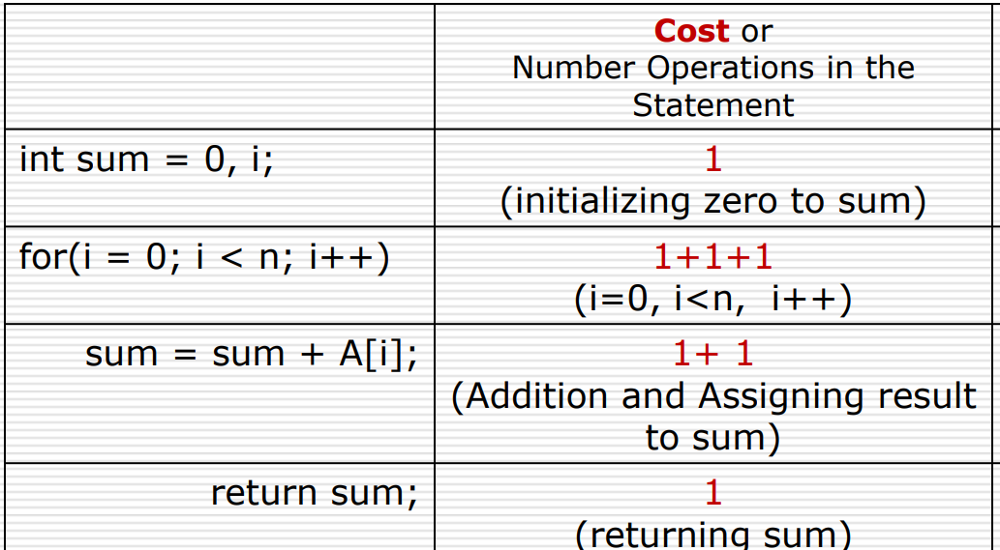 Cost or
Number Operations in the
Statement
int sum = 0, i;
1
(initializing zero to sum)
for(i = 0; i < n; i++)
1+1+1
(i=0, i<n,  i++)
sum = sum + A[i];
1+ 1
(Addition and Assigning result
to sum)
return sum;
1
(returning sum)